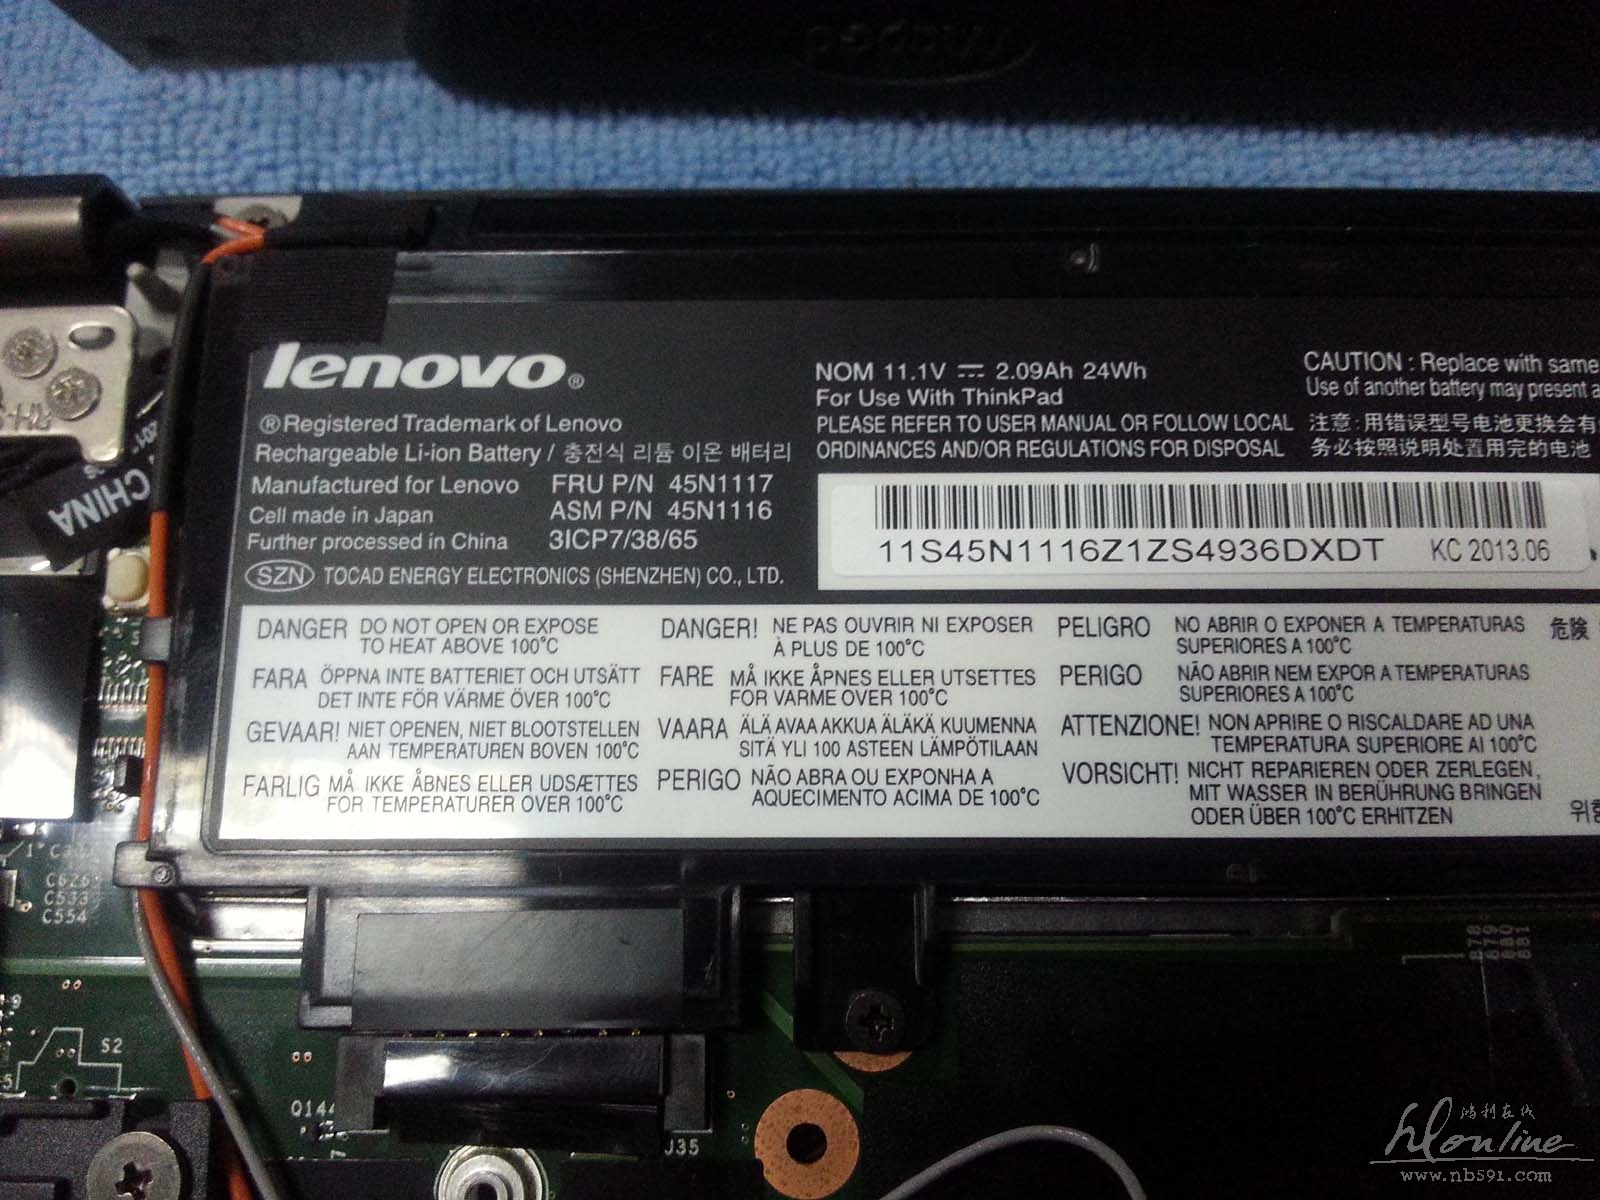 Maped
lenovo®
®Registered Trademark of Lenovo
Rechargeable Li-ion Battery / 충전식 리튬 이온 배터리
Manufactured for Lenovo FRU P/N 45N1117
Cell made in Japan ASM P/N 45N1116
Further processed in China 3ICP7/38/65
SZN TOCAD ENERGY ELECTRONICS (SHENZHEN) CO., LTD.
NOM 11.1V ⎓ 2.09Ah 24Wh
For Use With ThinkPad
PLEASE REFER TO USER MANUAL OR FOLLOW LOCAL
ORDINANCES AND/OR REGULATIONS FOR DISPOSAL
CAUTION : Replace with same
Use of another battery may present a
注意:用错误型号电池更换会有
务必按照说明处置用完的电池
11S45N1116Z1ZS4936DXDT KC 2013.06
DANGER DO NOT OPEN OR EXPOSE
TO HEAT ABOVE 100°C
FARA ÖPPNA INTE BATTERIET OCH UTSÄTT
DET INTE FÖR VÄRME ÖVER 100°C
GEVAAR! NIET OPENEN, NIET BLOOTSTELLEN
AAN TEMPERATUREN BOVEN 100°C
FARLIG MÅ IKKE ÅBNES ELLER UDSÆTTES
FOR TEMPERATURER OVER 100°C
DANGER! NE PAS OUVRIR NI EXPOSER
À PLUS DE 100°C
FARE MÅ IKKE ÅPNES ELLER UTSETTES
FOR VARME OVER 100°C
VAARA ÄLÄ AVAA AKKUA ÄLÄKÄ KUUMENNA
SITÄ YLI 100 ASTEEN LÄMPÖTILAAN
PERIGO NÃO ABRA OU EXPONHA A
AQUECIMENTO ACIMA DE 100°C
PELIGRO NO ABRIR O EXPONER A TEMPERATURAS
SUPERIORES A 100°C
PERIGO NÃO ABRIR NEM EXPOR A TEMPERATURAS
SUPERIORES A 100°C
ATTENZIONE! NON APRIRE O RISCALDARE AD UNA
TEMPERATURA SUPERIORE AI 100°C
VORSICHT! NICHT REPARIEREN ODER ZERLEGEN,
MIT WASSER IN BERÜHRUNG BRINGEN
ODER ÜBER 100°C ERHITZEN
危険
위험
CHINA
C626
C533
C554
S2
J35
878
879
880
881
鸿利在线
hlonline
www.nb591.com